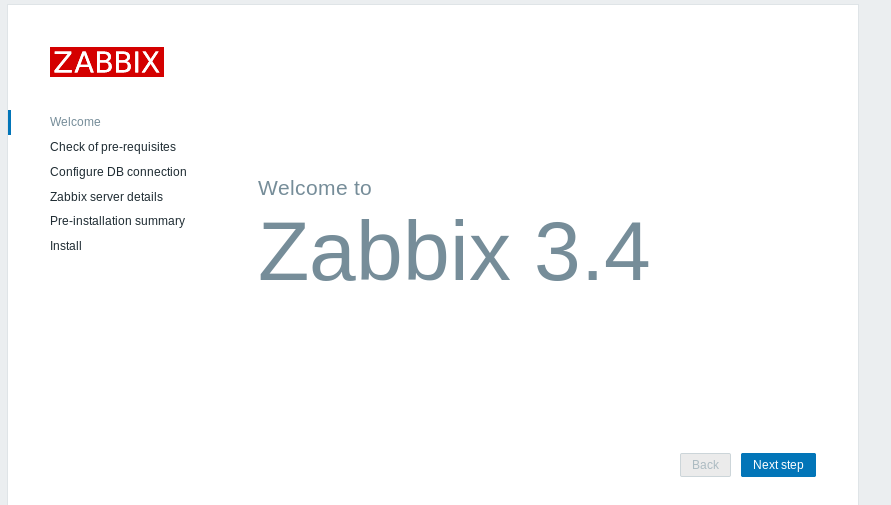 ZABBIX
Welcome
Check of pre-requisites
Configure DB connection
Zabbix server details
Pre-installation summary
Install
Welcome to
Zabbix 3.4
Back
Next step